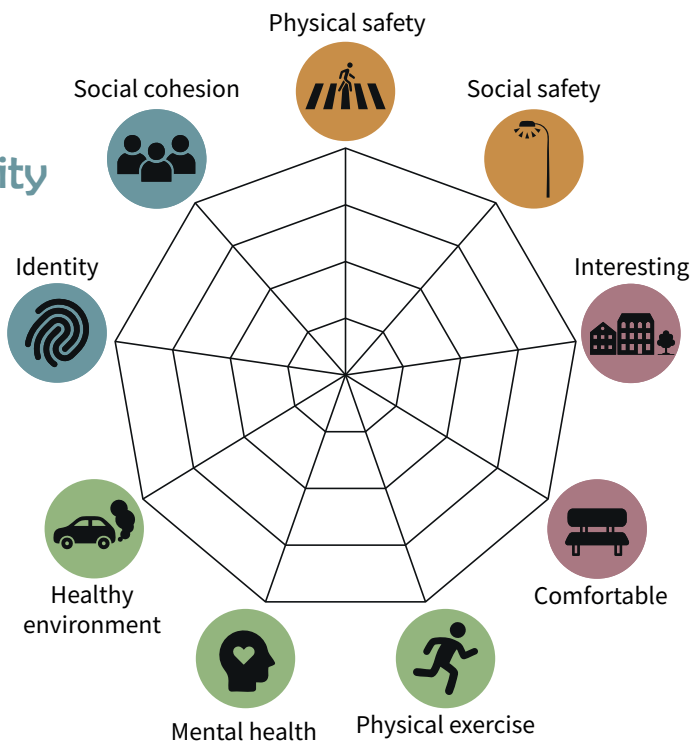 Physical safety
Social cohesion
Social safety
ity
Identity
Interesting
Healthy
environment
Comfortable
Mental health
Physical exercise